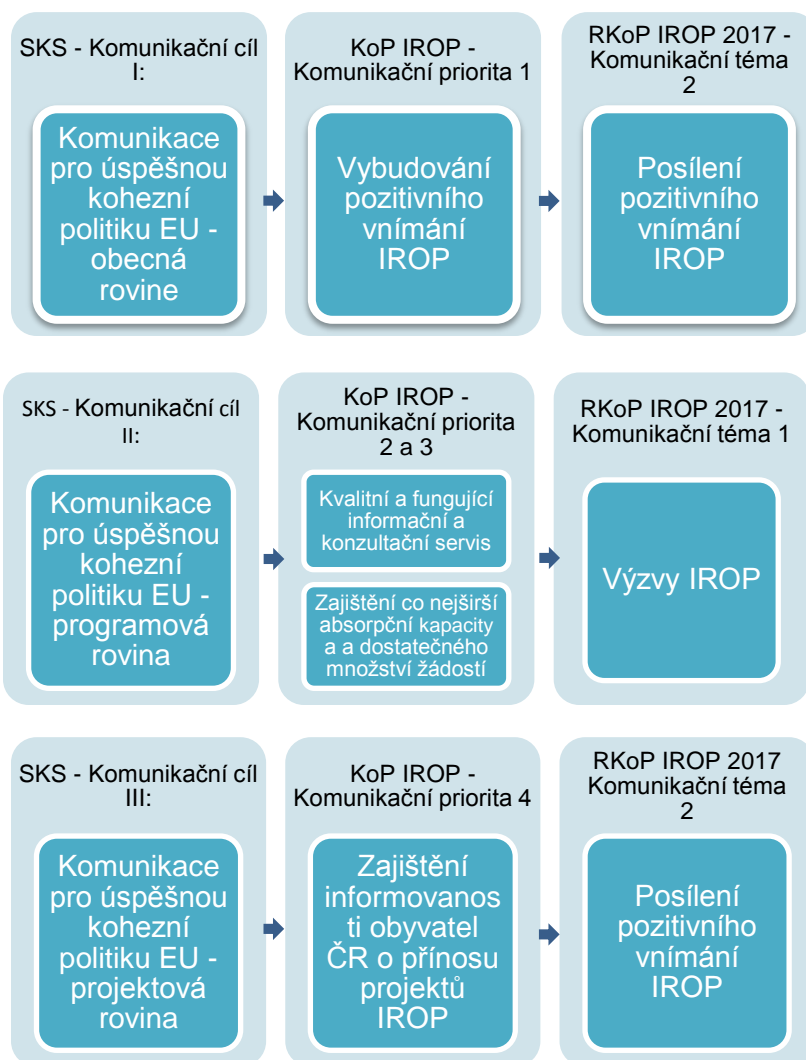 SKS - Komunikační cíl
I:
Komunikace
pro úspěšnou
kohezní
politiku EU -
obecná
rovine
KoP IROP -
Komunikační priorita 1
Vybudování
pozitivního
vnímání
IROP
RKoP IROP 2017 -
Komunikační téma
2
Posílení
pozitivního
vnímání
IROP
SKS - Komunikační cíl
II:
Komunikace
pro úspěšnou
kohezní
politiku EU -
programová
rovina
KoP IROP -
Komunikační priorita
2 a 3
Kvalitní a fungující
informační a
konzultační servis
Zajištění co nejširší
absorpční kapacity
a a dostatečného
množství žádostí
RKoP IROP 2017 -
Komunikační téma 1
Výzvy IROP
SKS - Komunikační cíl
III:
Komunikace
pro úspěšnou
kohezní
politiku EU -
projektová
rovina
KoP IROP -
Komunikační priorita 4
Zajištění
informovanos
ti obyvatel
ČR o přínosu
projektů
IROP
RKoP IROP 2017
Komunikační téma
2
Posílení
pozitivního
vnímání
IROP